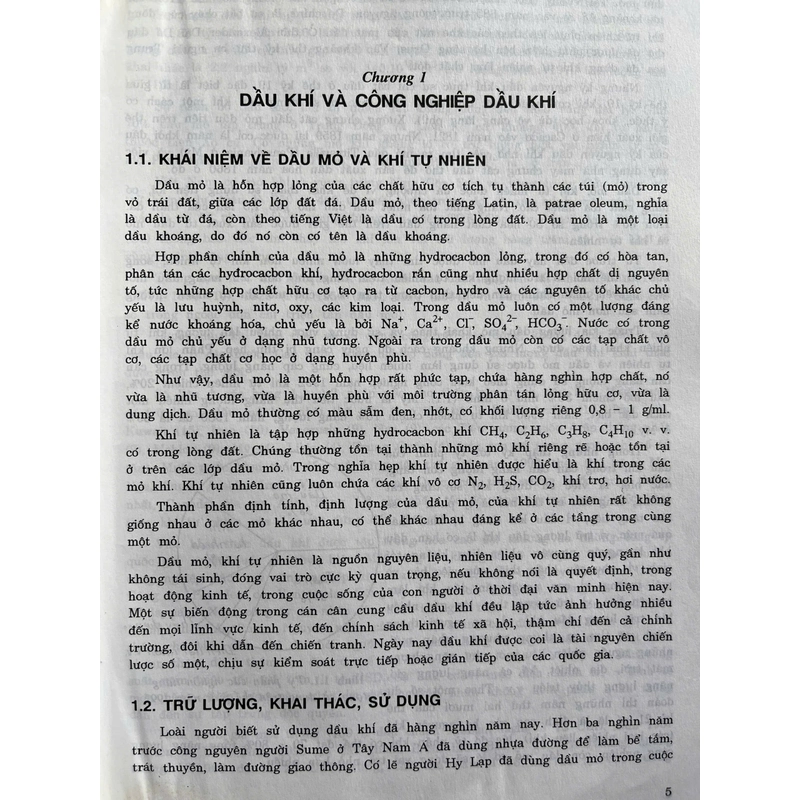 Chương 1
DẦU KHÍ VÀ CÔNG NGHIỆP DẦU KHÍ
1.1. KHÁI NIỆM VỀ DẦU MỎ VÀ KHÍ TỰ NHIÊN
Dầu mỏ là hỗn hợp lỏng của các chất hữu cơ tích tụ thành các túi (mỏ) trong
vỏ trái đất, giữa các lớp đất đá. Dầu mỏ, theo tiếng Latin, là patrae oleum, nghĩa
là dầu từ đá, còn theo tiếng Việt là dầu có trong lòng đất. Dầu mỏ là một loại
dầu khoáng, do đó nó còn có tên là dầu khoáng.
Hợp phần chính của dầu mỏ là những hydrocacbon lỏng, trong đó có hòa tan,
phân tán các hydrocacbon khí, hydrocacbon rắn cũng như nhiều hợp chất dị nguyên
tố, tức những hợp chất hữu cơ tạo ra từ cacbon, hydro và các nguyên tố khác chủ
yếu là lưu huỳnh, nitơ, oxy, các kim loại. Trong dầu mỏ luôn có một lượng đáng
kể nước khoáng hóa, chủ yếu là bởi Na⁺, Ca²⁺, Cl⁻, SO₄²⁻, HCO₃⁻. Nước có trong
dầu mỏ chủ yếu ở dạng nhũ tương. Ngoài ra trong dầu mỏ còn có các tạp chất vô
cơ, các tạp chất cơ học ở dạng huyền phù.
Như vậy, dầu mỏ là một hỗn hợp rất phức tạp, chứa hàng nghìn hợp chất, nó
vừa là nhũ tương, vừa là huyền phù với môi trường phân tán lỏng hữu cơ, vừa là
dung dịch. Dầu mỏ thường có màu sẫm đen, nhớt, có khối lượng riêng 0,8 – 1 g/ml.
Khí tự nhiên là tập hợp những hydrocacbon khí CH₄, C₂H₆, C₃H₈, C₄H₁₀ v. v.
có trong lòng đất. Chúng thường tồn tại thành những mỏ khí riêng rẽ hoặc tồn tại
ở trên các lớp dầu mỏ. Trong nghĩa hẹp khí tự nhiên được hiểu là khí trong các
mỏ khí. Khí tự nhiên cũng luôn chứa các khí vô cơ N₂, H₂S, CO₂, khí trơ, hơi nước.
Thành phần định tính, định lượng của dầu mỏ, của khí tự nhiên rất không
giống nhau ở các mỏ khác nhau, có thể khác nhau đáng kể ở các tầng trong cùng
một mỏ.
Dầu mỏ, khí tự nhiên là nguồn nguyên liệu, nhiên liệu vô cùng quý, gần như
không tái sinh, đóng vai trò cực kỳ quan trọng, nếu không nói là quyết định, trong
hoạt động kinh tế, trong cuộc sống của con người ở thời đại văn minh hiện nay.
Một sự biến động trong cán cân cung cầu dầu khí đều lập tức ảnh hưởng nhiều
đến mọi lĩnh vực kinh tế, đến chính sách kinh tế xã hội, thậm chí đến cả chính
trường, đôi khi dẫn đến chiến tranh. Ngày nay dầu khí được coi là tài nguyên chiến
lược số một, chịu sự kiểm soát trực tiếp hoặc gián tiếp của các quốc gia.
1.2. TRỮ LƯỢNG, KHAI THÁC, SỬ DỤNG
Loài người biết sử dụng dầu khí đã hàng nghìn năm nay. Hơn ba nghìn năm
trước công nguyên người Sume ở Tây Nam Á đã dùng nhựa đường để làm bể tắm,
trát thuyền, làm đường giao thông. Có lẽ người Hy Lạp đã dùng dầu mỏ trong cuộc
5